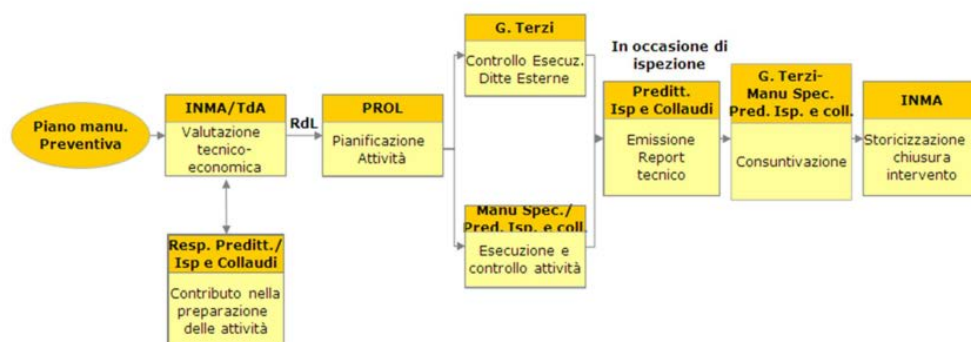 Piano manu.
Preventiva
INMA/TdA
Valutazione
tecnico-
economica
Resp. Preditt./
Isp e Collaudi
Contributo nella
preparazione
delle attività
RdL
PROL
Pianificazione
Attività
G. Terzi
Controllo Esecuz.
Ditte Esterne
Manu Spec./
Pred. Isp. e coll.
Esecuzione e
controllo attività
In occasione di
ispezione
Preditt.
Isp e Collaudi
Emissione
Report
tecnico
G. Terzi-
Manu Spec.
Pred. Isp. e coll.
Consuntivazione
INMA
Storicizzazione
chiusura
intervento